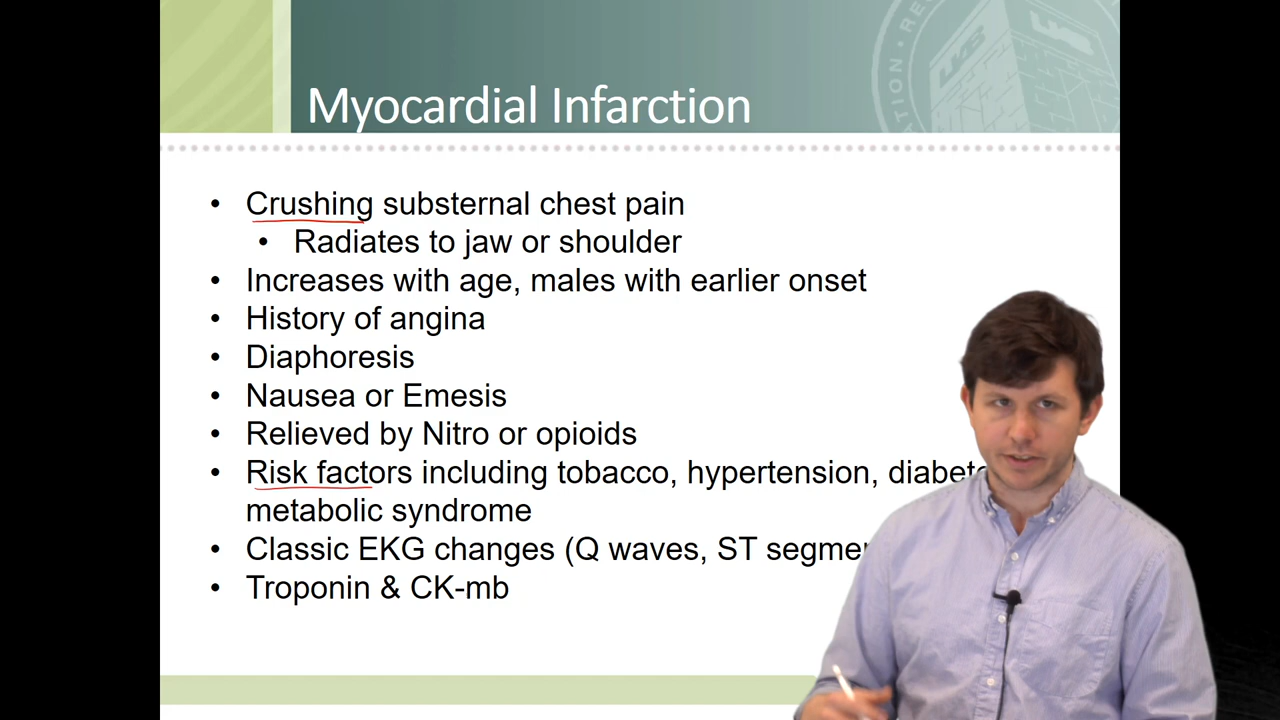 Myocardial Infarction
• Crushing substernal chest pain
• Radiates to jaw or shoulder
• Increases with age, males with earlier onset
• History of angina
• Diaphoresis
• Nausea or Emesis
• Relieved by Nitro or opioids
• Risk factors including tobacco, hypertension,
metabolic syndrome
• Classic EKG changes (Q waves, ST
• Troponin & CK-mb